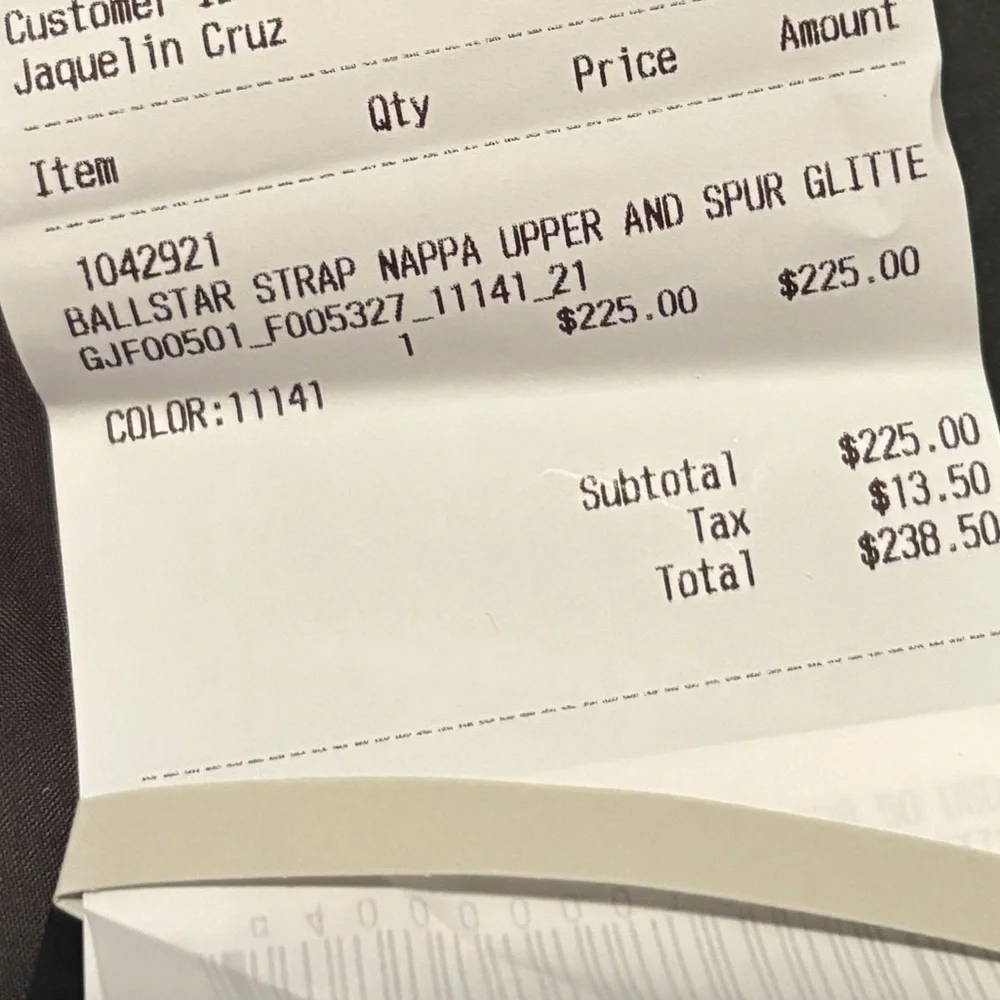 Customer
Jaquelin Cruz
Item Qty Price Amount
1042921
BALLSTAR STRAP NAPPA UPPER AND SPUR GLITTE
GJF00501_F005327_11141_21
1 $225.00 $225.00
COLOR:11141
Subtotal $225.00
Tax $13.50
Total $238.50